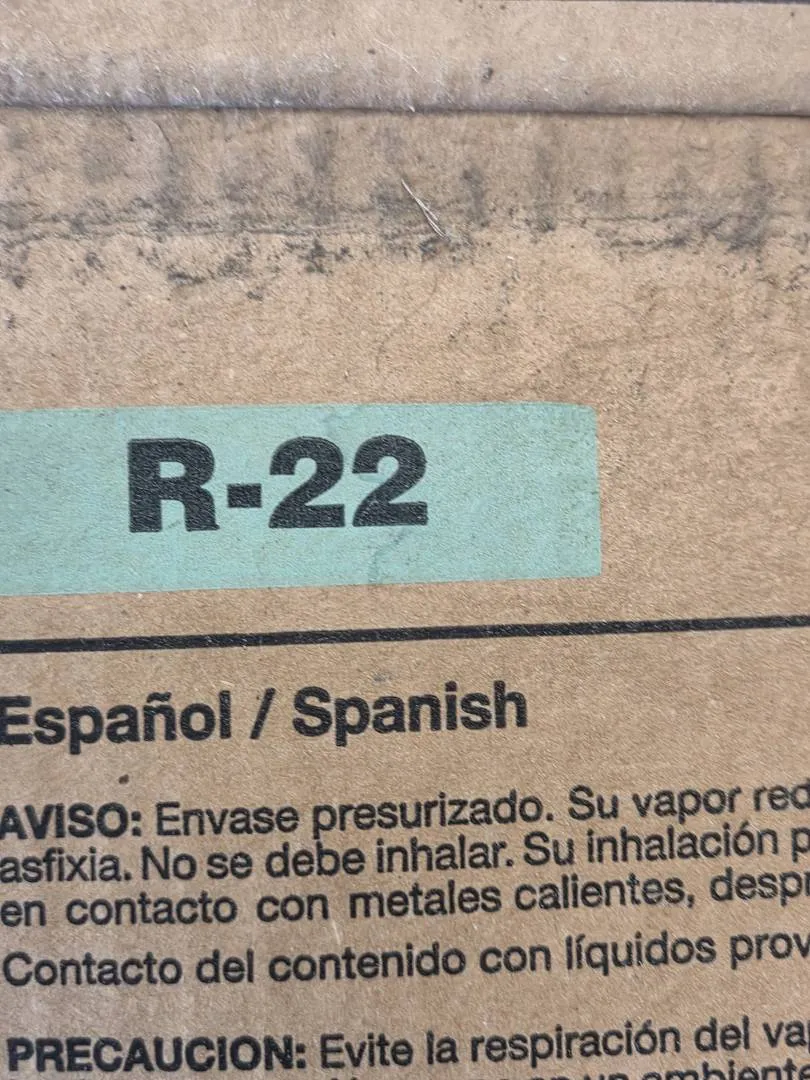 R-22
Español / Spanish
AVISO: Envase presurizado. Su vapor
asfixia. No se debe inhalar. Su inhalación
en contacto con metales calientes,
Contacto del contenido con líquidos
PRECAUCION: Evite la respiración del